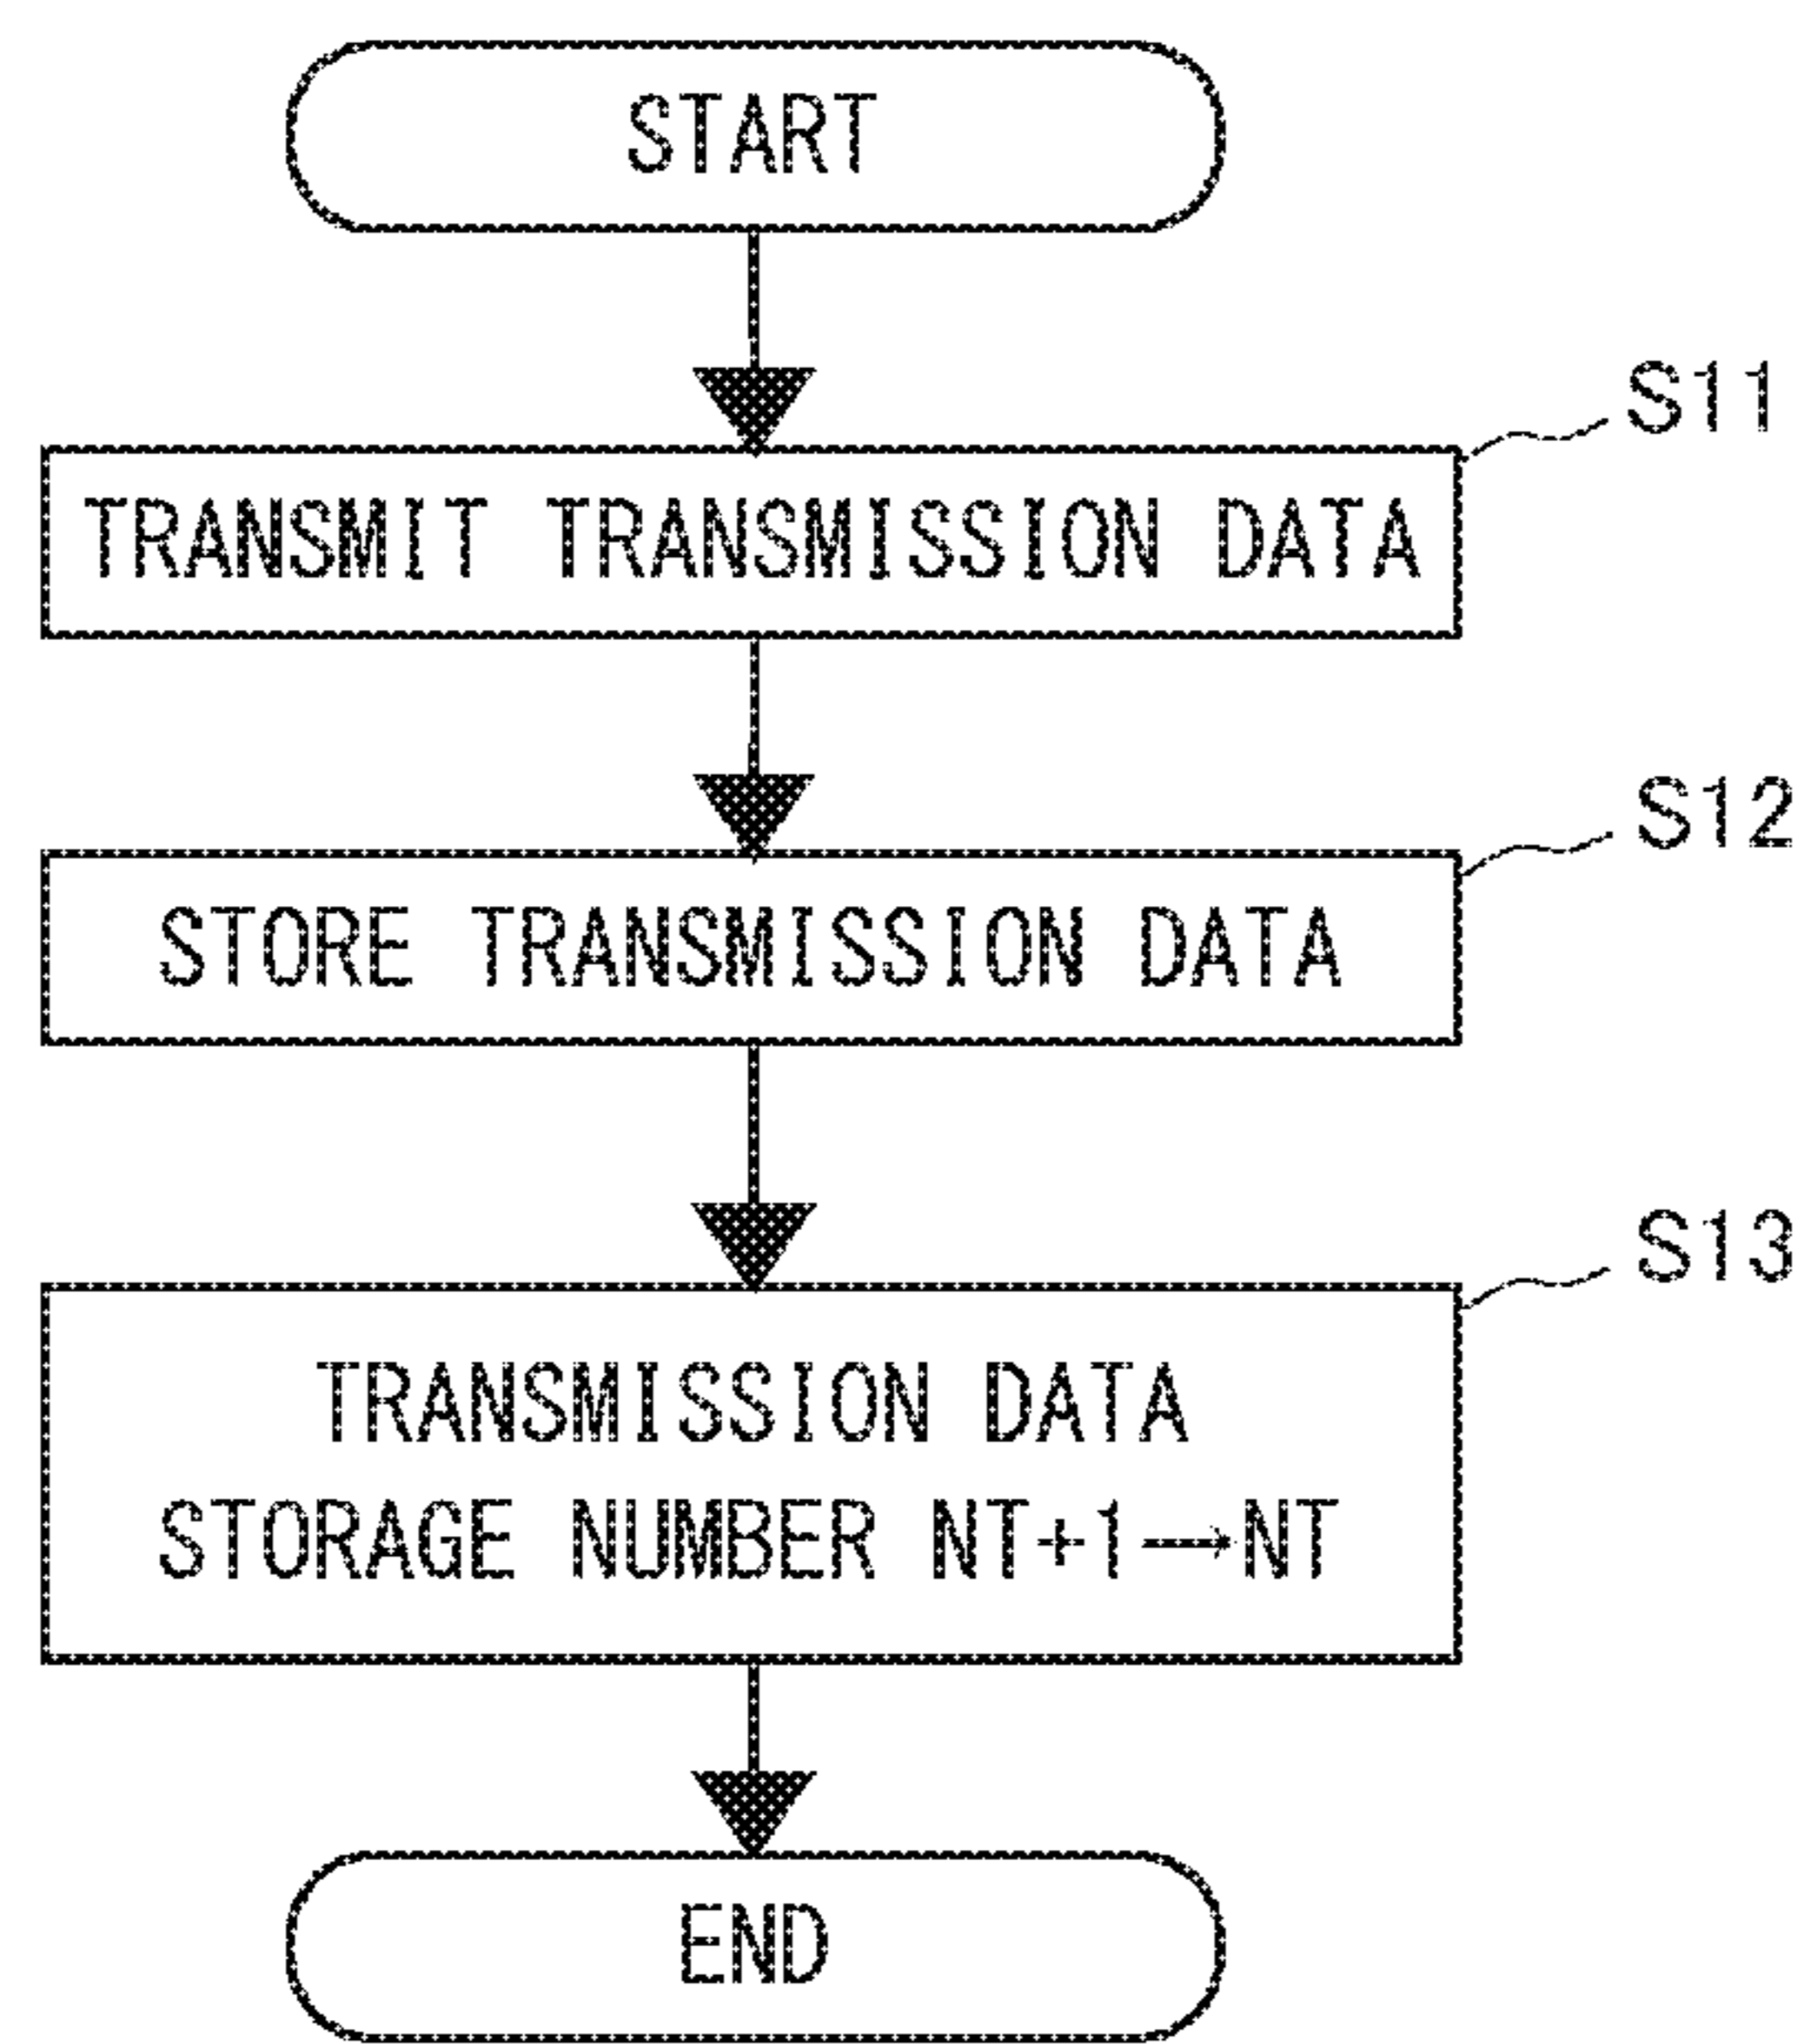 START
S11
TRANSMIT TRANSMISSION DATA
S12
STORE TRANSMISSION DATA
S13
TRANSMISSION DATA
STORAGE NUMBER NT+1→NT
END